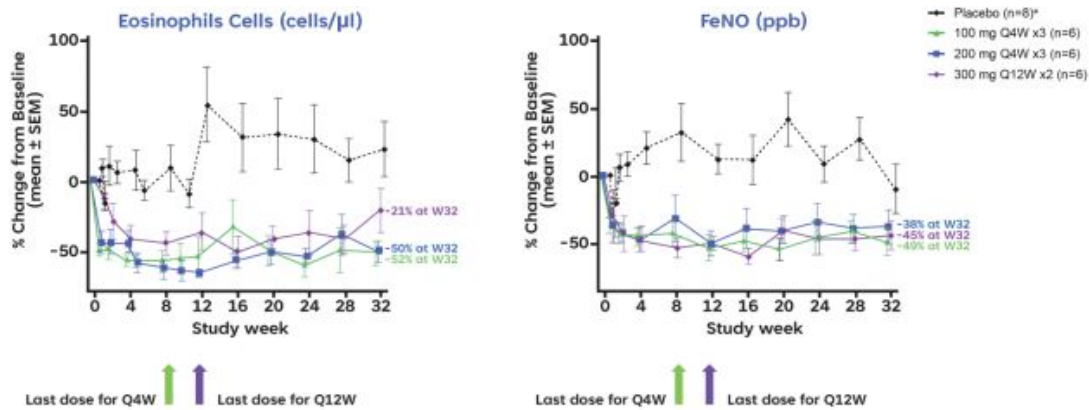 Eosinophils Cells (cells/μl)
FeNO (ppb)
Placebo (n=8)ª
100 mg Q4W x3 (n=6)
200 mg Q4W x3 (n=6)
300 mg Q12W x2 (n=6)
% Change from Baseline
(mean ± SEM)
100
50
0
-50
-21% at W32
-50% at W32
-52% at W32
0 4 8 12 16 20 24 28 32
Study week
% Change from Baseline
(mean ± SEM)
100
50
0
-50
-38% at W32
-45% at W32
-49% at W32
0 4 8 12 16 20 24 28 32
Study week
Last dose for Q4W
Last dose for Q12W
Last dose for Q4W
Last dose for Q12W